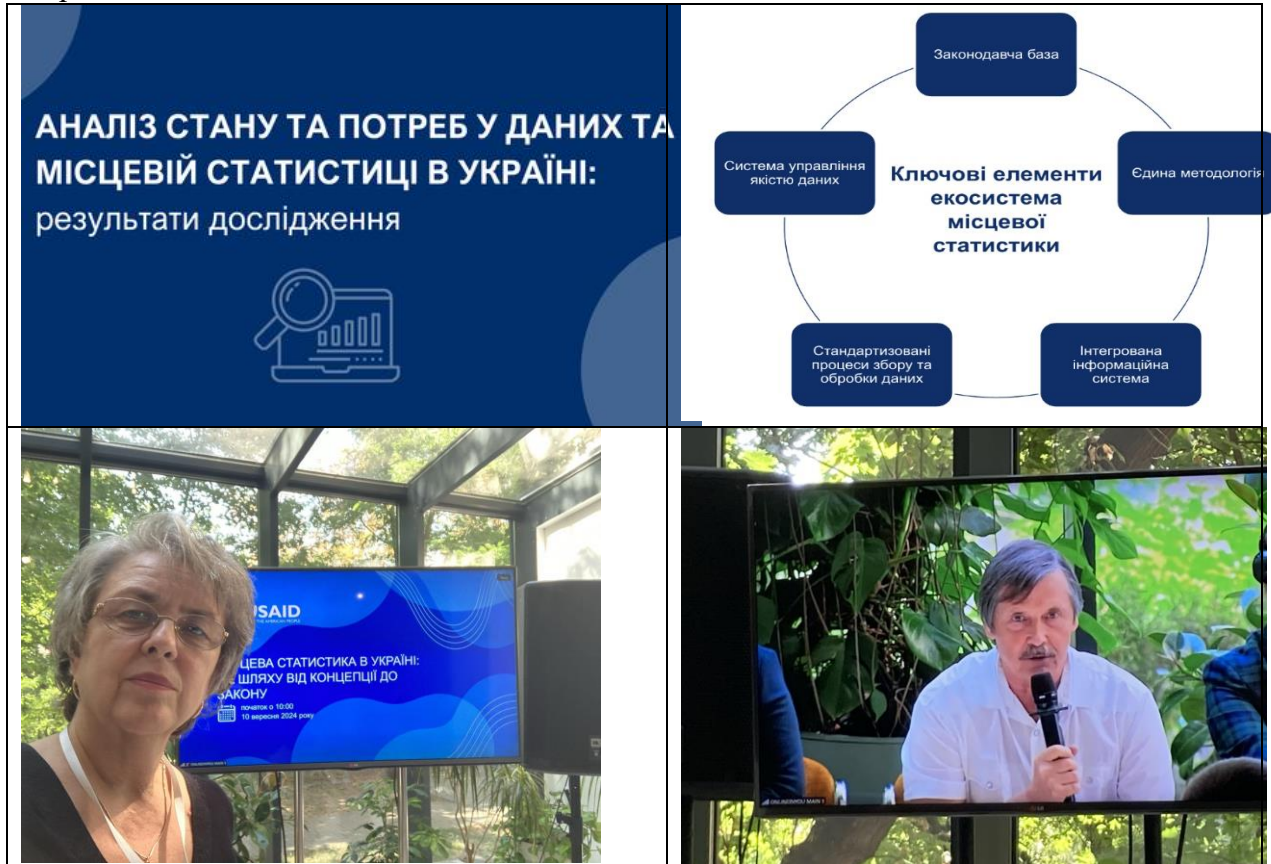 АНАЛІЗ СТАНУ ТА ПОТРЕБ У ДАНИХ ТА
МІСЦЕВІЙ СТАТИСТИЦІ В УКРАЇНІ:
результати дослідження
Законодавча база
Система управління
якістю даних
Ключові елементи
екосистема
місцевої
статистики
Єдина методологія
Стандартизовані
процеси збору та
обробки даних
Інтегрована
інформаційна
система
USAID
СТАТИСТИКА В УКРАЇНІ:
ШЛЯХУ ВІД КОНЦЕПЦІЇ ДО
ЗАКОНУ
початок о 10:00
10 вересня 2024 року
LG